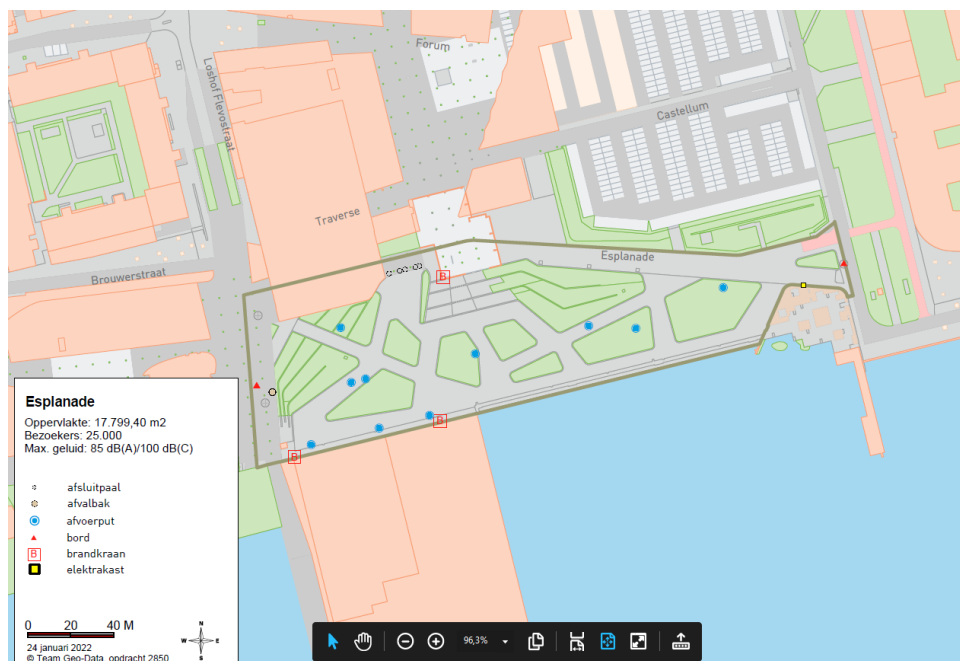 Forum
Loshof Flevostraat
Castellum
Traverse
Esplanade
Brouwerstraat
B
B
B
Esplanade
Oppervlakte: 17.799,40 m2
Bezoekers: 25.000
Max. geluid: 85 dB(A)/100 dB(C)
afsluitpaal
afvalbak
afvoerput
bord
B brandkraan
elektrakast
0 20 40 M
N
W E
S
24 januari 2022
© Team Geo-Data, opdracht 2850
96,3%